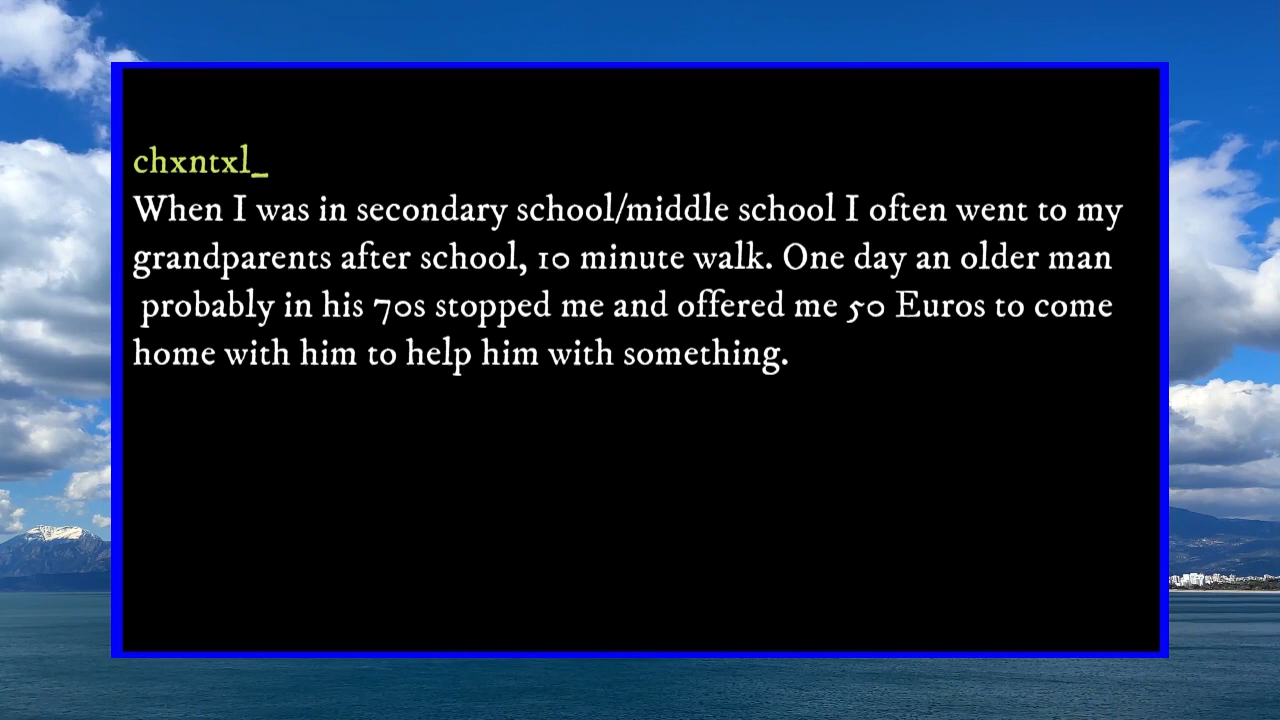 chxntxl_
When I was in secondary school/middle school I often went to my
grandparents after school, 10 minute walk. One day an older man
probably in his 70s stopped me and offered me 50 Euros to come
home with him to help him with something.